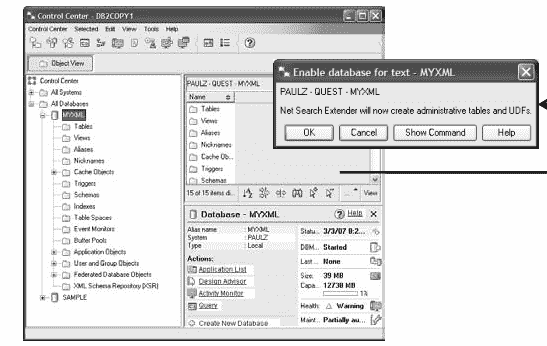 Control Center - DB2COPY1
Control Center Selected Edit View Tools Help
Object View
Control Center
All Systems
All Databases
MYXML
Tables
Views
Aliases
Nicknames
Cache Objects
Triggers
Schemas
Indexes
Table Spaces
Event Monitors
Buffer Pools
Application Objects
User and Group Objects
Federated Database Objects
XML Schema Repository (XSR)
SAMPLE
PAULZ - QUEST - MYXML
Name
Tables
Views
Aliases
Nicknames
Cache Ob...
Triggers
Schemas
15 of 15 items di...
View
Database - MYXML
Help
Alias name : MYXML
System : PAULZ
Type : Local
Actions:
Application List
Design Advisor
Activity Monitor
Query
Create New Database
Statu... 3/3/07 8:2...
DBM... Started
Last ... None
Size: 39 MB
Capa... 12738 MB
1%
Health: Warning
Maint... Partially au...
Enable database for text - MYXML
PAULZ - QUEST - MYXML
Net Search Extender will now create administrative tables and UDFs.
OK Cancel Show Command Help